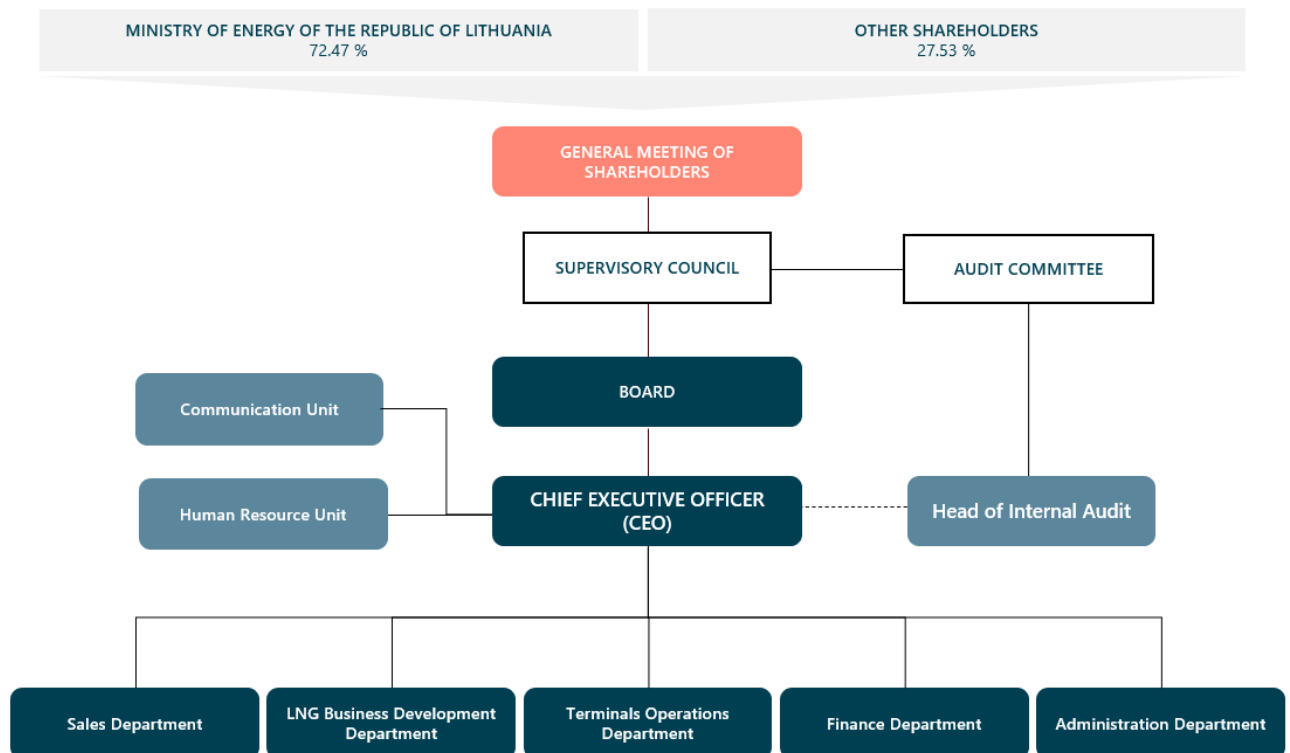 MINISTRY OF ENERGY OF THE REPUBLIC OF LITHUANIA
72.47 %
OTHER SHAREHOLDERS
27.53 %
GENERAL MEETING OF
SHAREHOLDERS
SUPERVISORY COUNCIL
AUDIT COMMITTEE
BOARD
Communication Unit
CHIEF EXECUTIVE OFFICER
(CEO)
Human Resource Unit
Head of Internal Audit
Sales Department
LNG Business Development
Department
Terminals Operations
Department
Finance Department
Administration Department